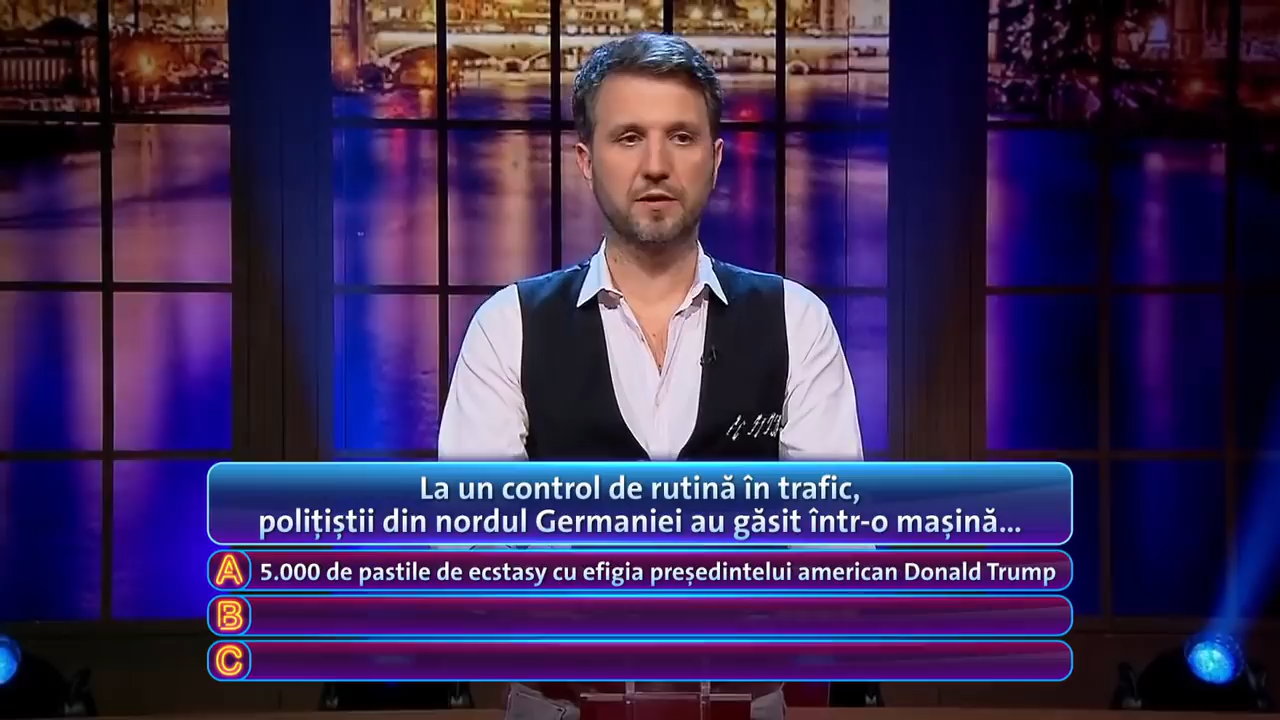 La un control de rutină în trafic,
polițiștii din nordul Germaniei au găsit într-o mașină...
A 5.000 de pastile de ecstasy cu efigia președintelui american Donald Trump
B
C